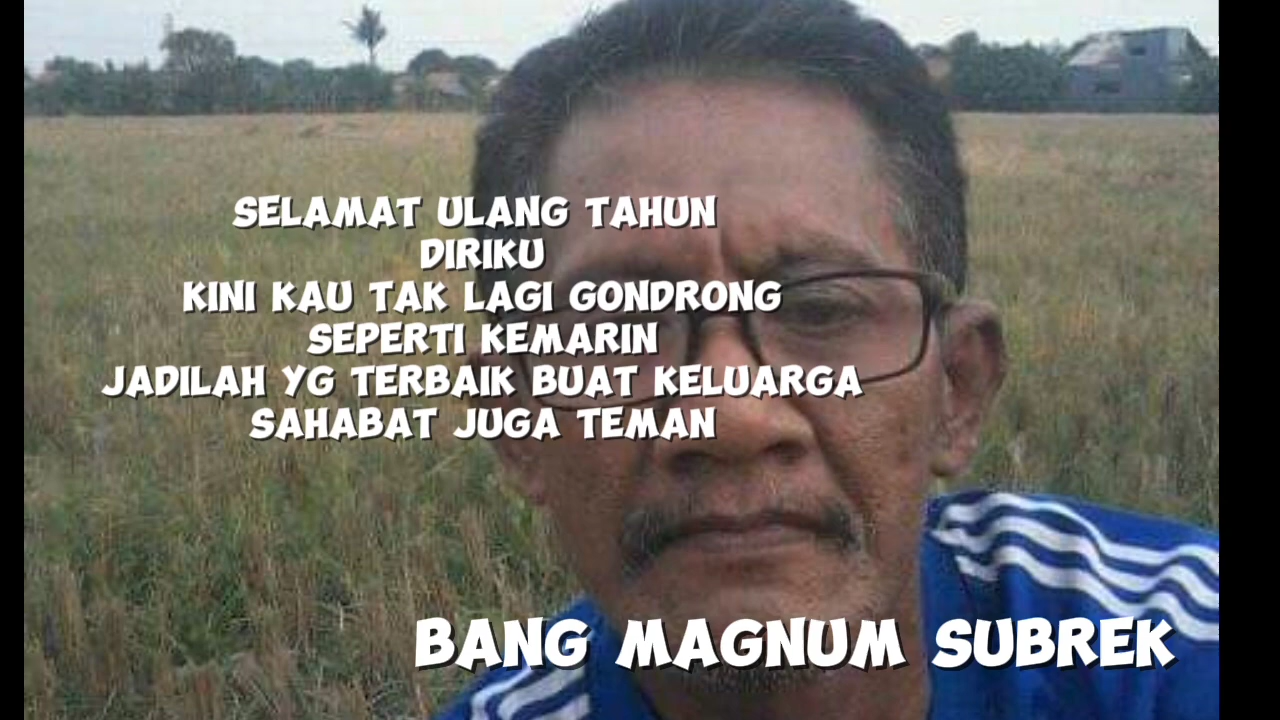 SELAMAT ULANG TAHUN
DIRIKU
KINI KAU TAK LAGI GONDRONG
SEPERTI KEMARIN
JADILAH YG TERBAIK BUAT KELUARGA
SAHABAT JUGA TEMAN
BANG MAGNUM SUBREK